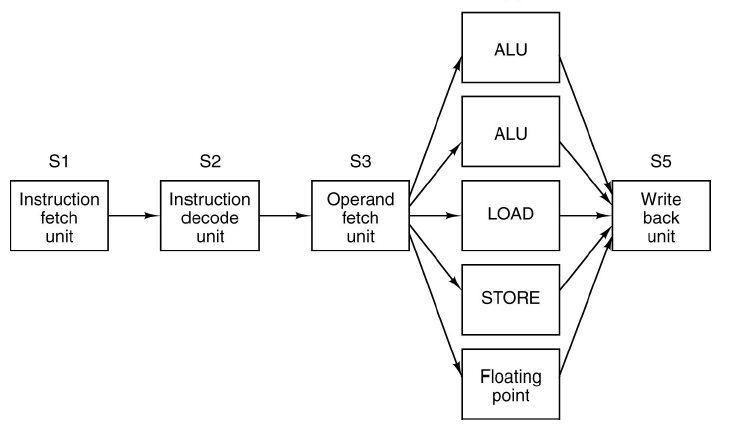 ALU
ALU
S1
S2
S3
S5
Instruction
fetch
unit
Instruction
decode
unit
Operand
fetch
unit
LOAD
Write
back
unit
STORE
Floating
point